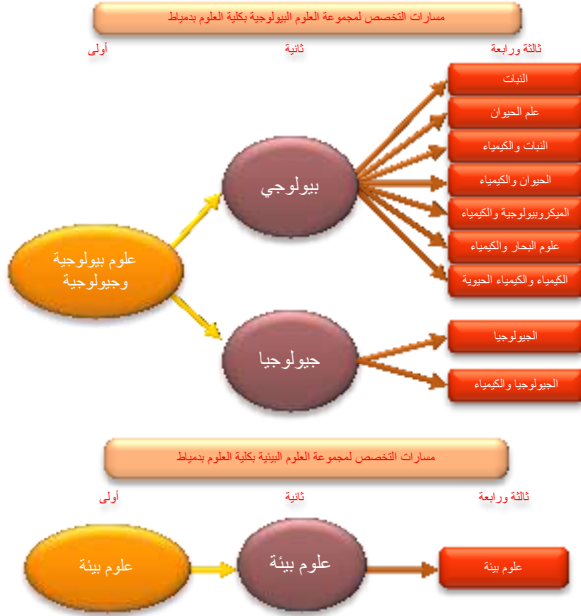 مسارات التخصص لمجموعة العلوم البيولوجية بكلية العلوم بدمياط
ثالثة ورابعة
ثانية
أولى
النبات
علم الحيوان
النبات والكيمياء
الحيوان والكيمياء
الميكروبيولوجية والكيمياء
علوم البحار والكيمياء
الكيمياء والكيمياء الحيوية
بيولوجي
علوم بيولوجية
وجيولوجية
الجيولوجيا
الجيولوجيا والكيمياء
جيولوجيا
مسارات التخصص لمجموعة العلوم البيئية بكلية العلوم بدمياط
ثالثة ورابعة
ثانية
أولى
علوم بيئة
علوم بيئة
علوم بيئة